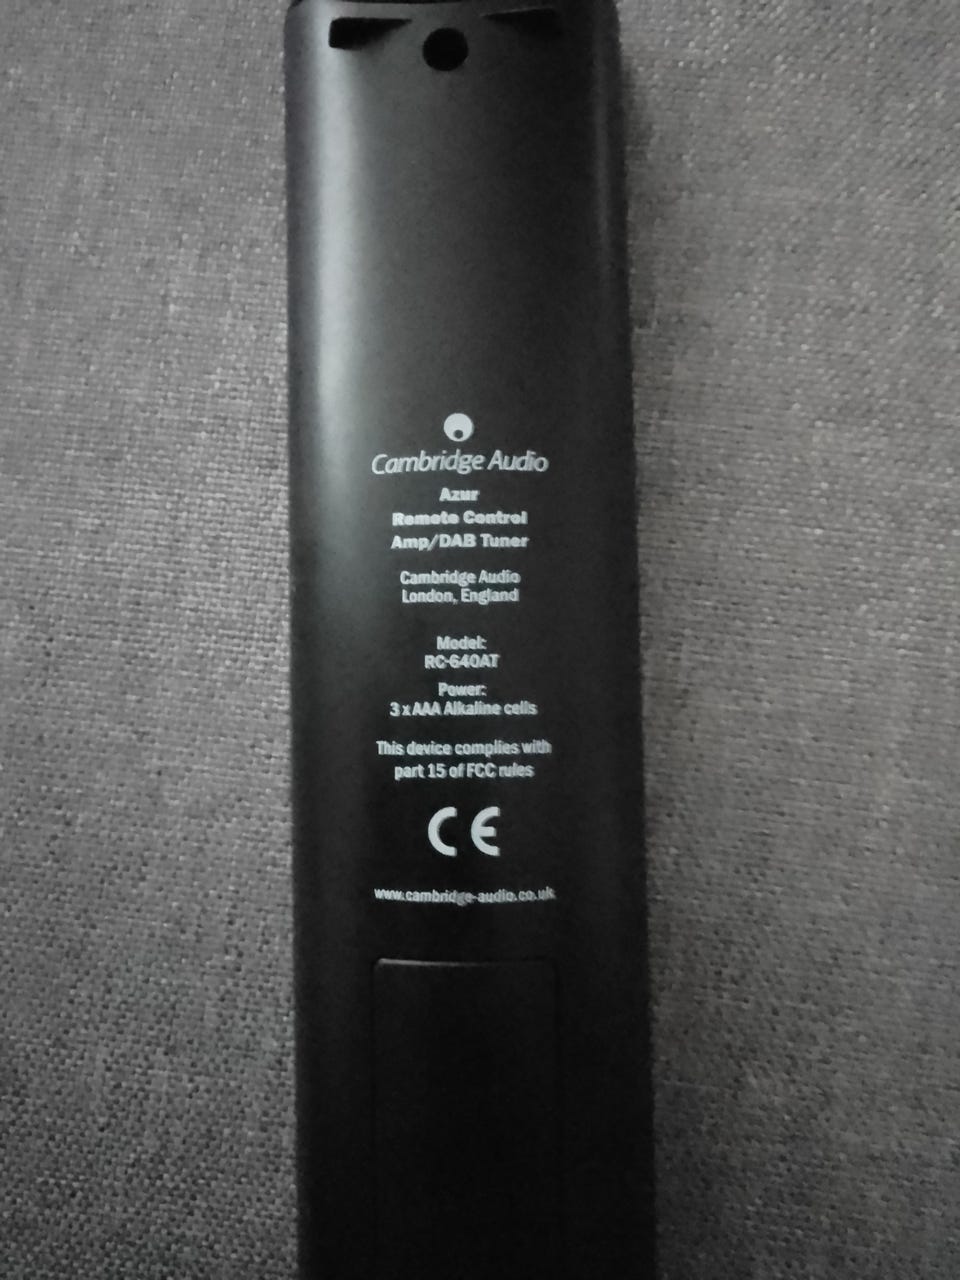 Cambridge Audio
Azur
Remote Control
Amp/DAB Tuner
Cambridge Audio
London, England
Model:
RC-640AT
Power:
3 x AAA Alkaline cells
This device complies with
part 15 of FCC rules
CE
www.cambridge-audio.co.uk